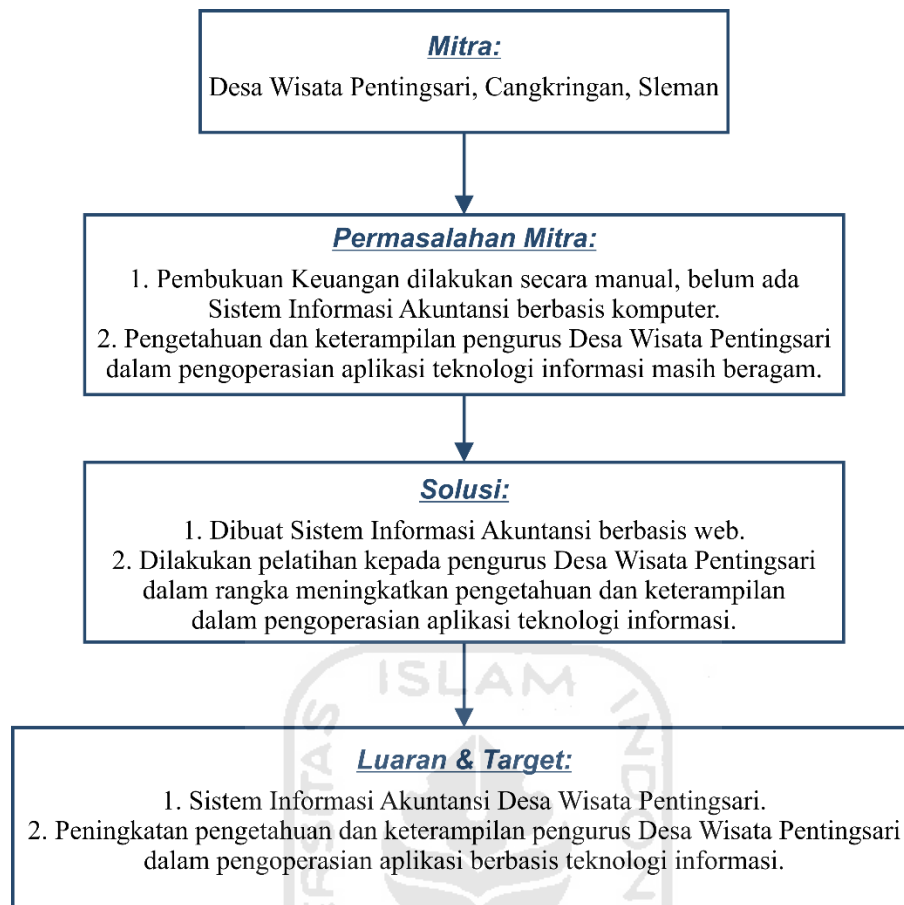 Mitra:
Desa Wisata Pentingsari, Cangkringan, Sleman
Permasalahan Mitra:
1. Pembukuan Keuangan dilakukan secara manual, belum ada
Sistem Informasi Akuntansi berbasis komputer.
2. Pengetahuan dan keterampilan pengurus Desa Wisata Pentingsari
dalam pengoperasian aplikasi teknologi informasi masih beragam.
Solusi:
1. Dibuat Sistem Informasi Akuntansi berbasis web.
2. Dilakukan pelatihan kepada pengurus Desa Wisata Pentingsari
dalam rangka meningkatkan pengetahuan dan keterampilan
dalam pengoperasian aplikasi teknologi informasi.
ISLAM
Luaran & Target:
1. Sistem Informasi Akuntansi Desa Wisata Pentingsari.
2. Peningkatan pengetahuan dan keterampilan pengurus Desa Wisata Pentingsari
dalam pengoperasian aplikasi berbasis teknologi informasi.